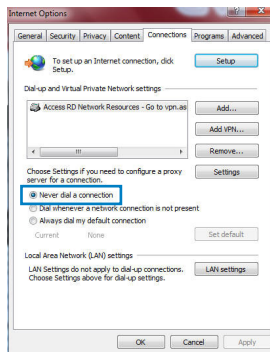 Internet Options
General Security Privacy Content Connections Programs Advanced
To set up an Internet connection, click
Setup.
Setup
Dial-up and Virtual Private Network settings
Access RD Network Resources - Go to vpn.as
Add...
Add VPN...
Remove...
Choose Settings if you need to configure a proxy
server for a connection.
Settings
Never dial a connection
Dial whenever a network connection is not present
Always dial my default connection
Current None
Set default
Local Area Network (LAN) settings
LAN Settings do not apply to dial-up connections.
Choose Settings above for dial-up settings.
LAN settings
OK Cancel Apply